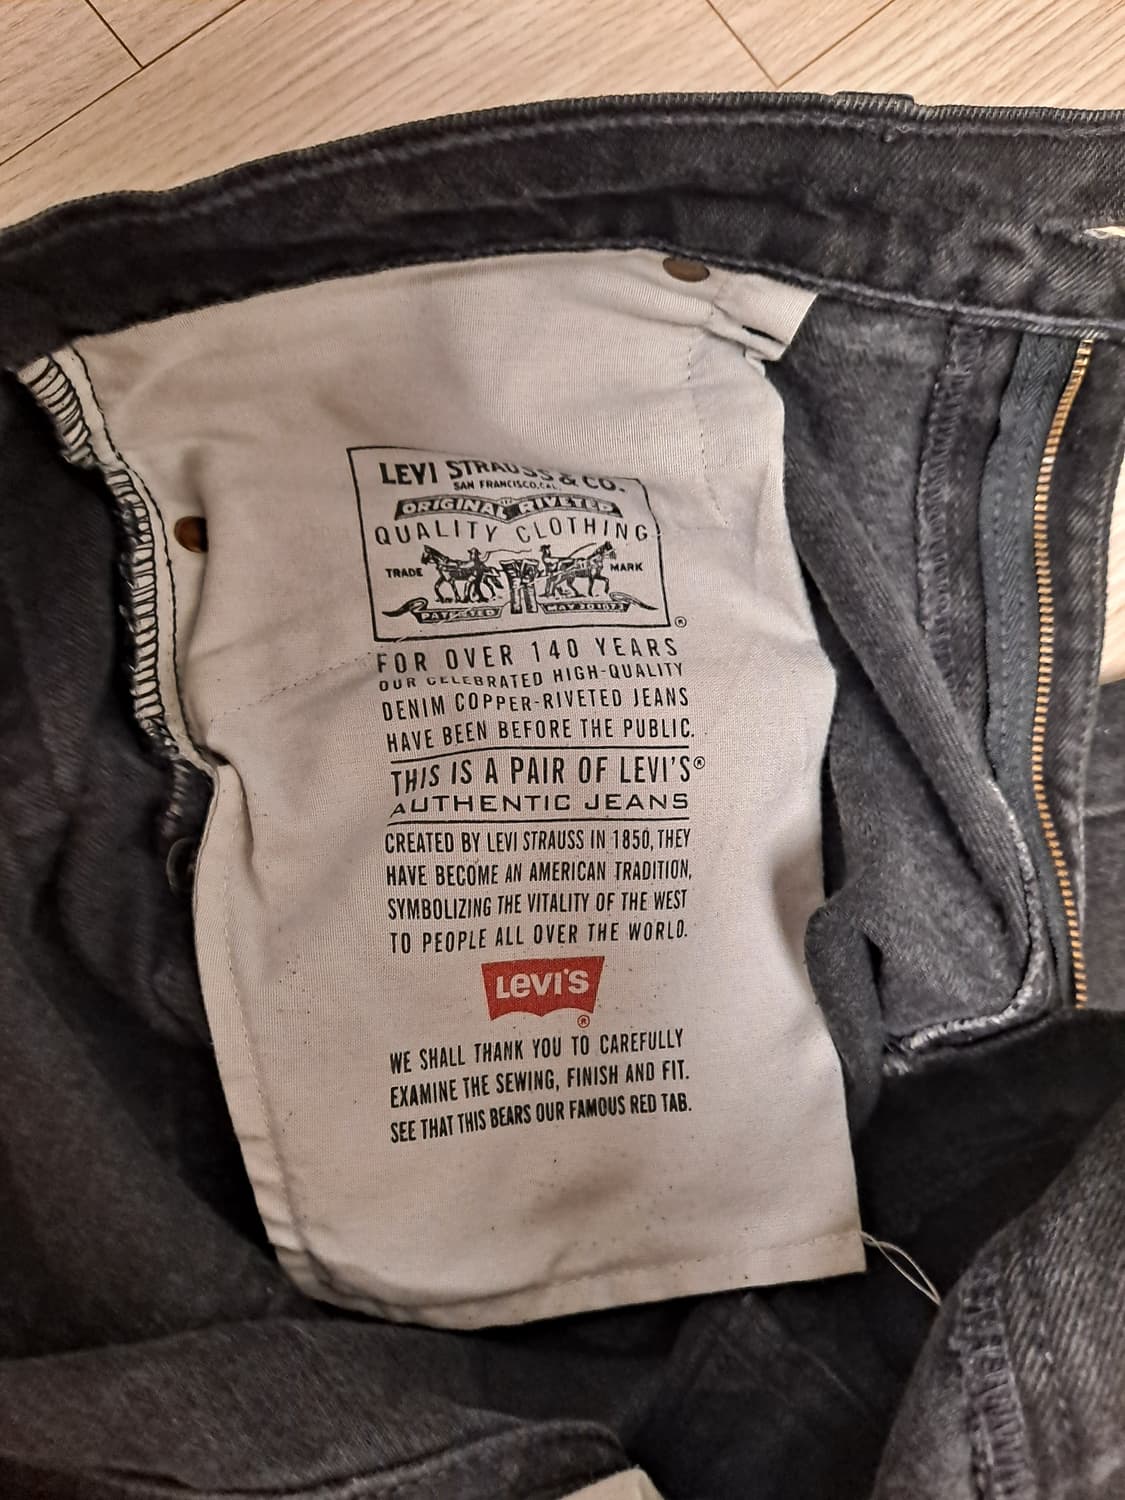 LEVI STRAUSS & CO.
SAN FRANCISCO, CAL.
ORIGINAL RIVETED
QUALITY CLOTHING
TRADE MARK
PATENTED MAY 20 1873
®
FOR OVER 140 YEARS
OUR CELEBRATED HIGH-QUALITY
DENIM COPPER-RIVETED JEANS
HAVE BEEN BEFORE THE PUBLIC.
THIS IS A PAIR OF LEVI'S®
AUTHENTIC JEANS
CREATED BY LEVI STRAUSS IN 1850, THEY
HAVE BECOME AN AMERICAN TRADITION,
SYMBOLIZING THE VITALITY OF THE WEST
TO PEOPLE ALL OVER THE WORLD.
LEVI'S
®
WE SHALL THANK YOU TO CAREFULLY
EXAMINE THE SEWING, FINISH AND FIT.
SEE THAT THIS BEARS OUR FAMOUS RED TAB.